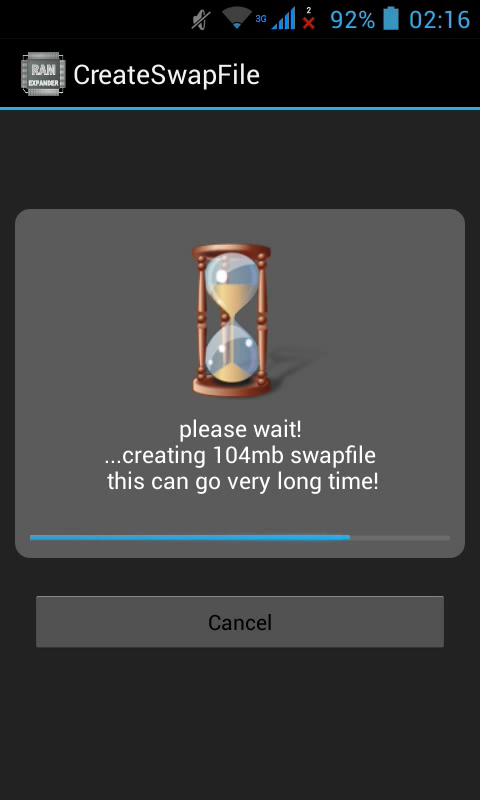 3G
2
92%
02:16
RAM
EXPANDER
CreateSwapFile
please wait!
...creating 104mb swapfile
this can go very long time!
Cancel